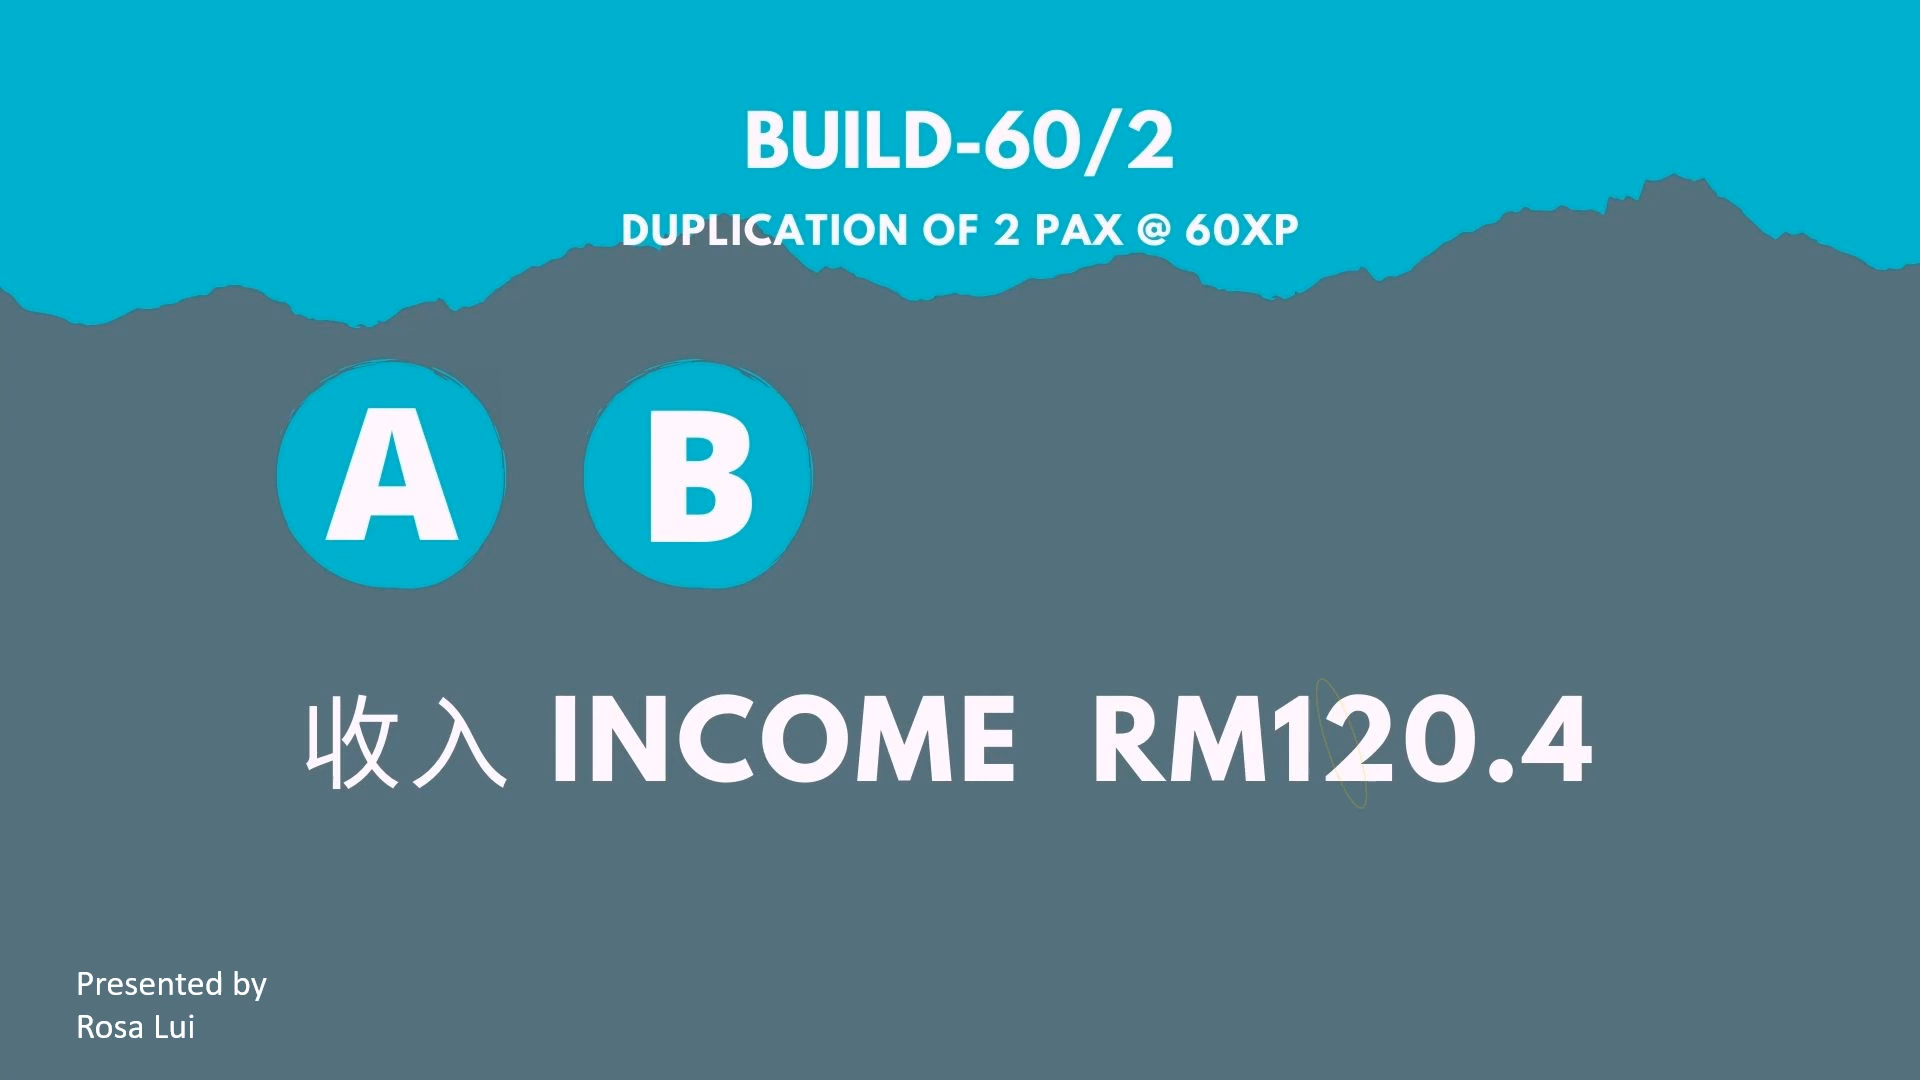 BUILD-60/2
DUPLICATION OF 2 PAX @ 60XP
A B
收入 INCOME RM120.4
Presented by
Rosa Lui